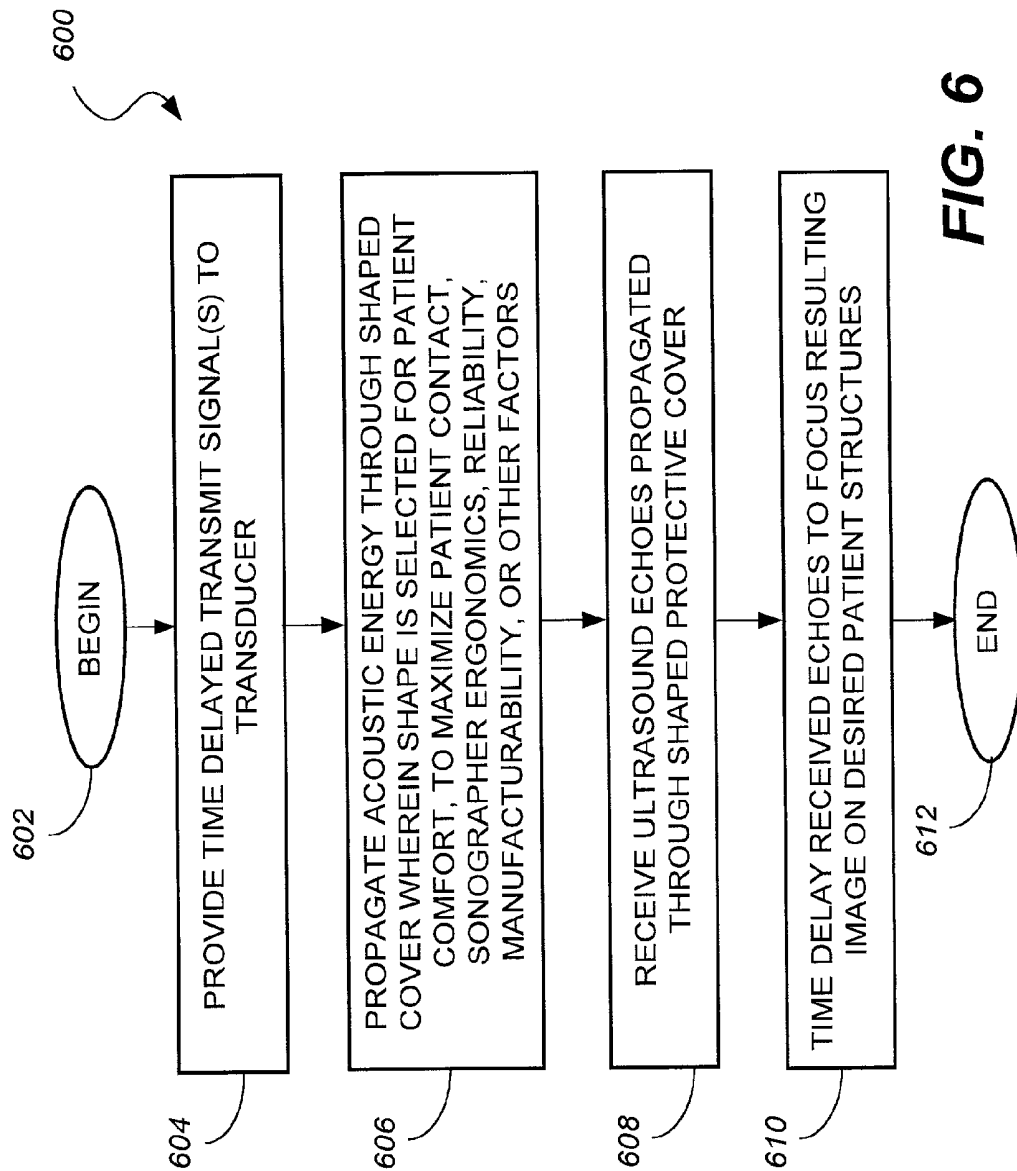 600
602
BEGIN
604
PROVIDE TIME DELAYED TRANSMIT SIGNAL(S) TO
TRANSDUCER
606
PROPAGATE ACOUSTIC ENERGY THROUGH SHAPED
COVER WHEREIN SHAPE IS SELECTED FOR PATIENT
COMFORT, TO MAXIMIZE PATIENT CONTACT,
SONOGRAPHER ERGONOMICS, RELIABILITY,
MANUFACTURABILITY, OR OTHER FACTORS
608
RECEIVE ULTRASOUND ECHOES PROPAGATED
THROUGH SHAPED PROTECTIVE COVER
610
TIME DELAY RECEIVED ECHOES TO FOCUS RESULTING
IMAGE ON DESIRED PATIENT STRUCTURES
612
END
FIG. 6